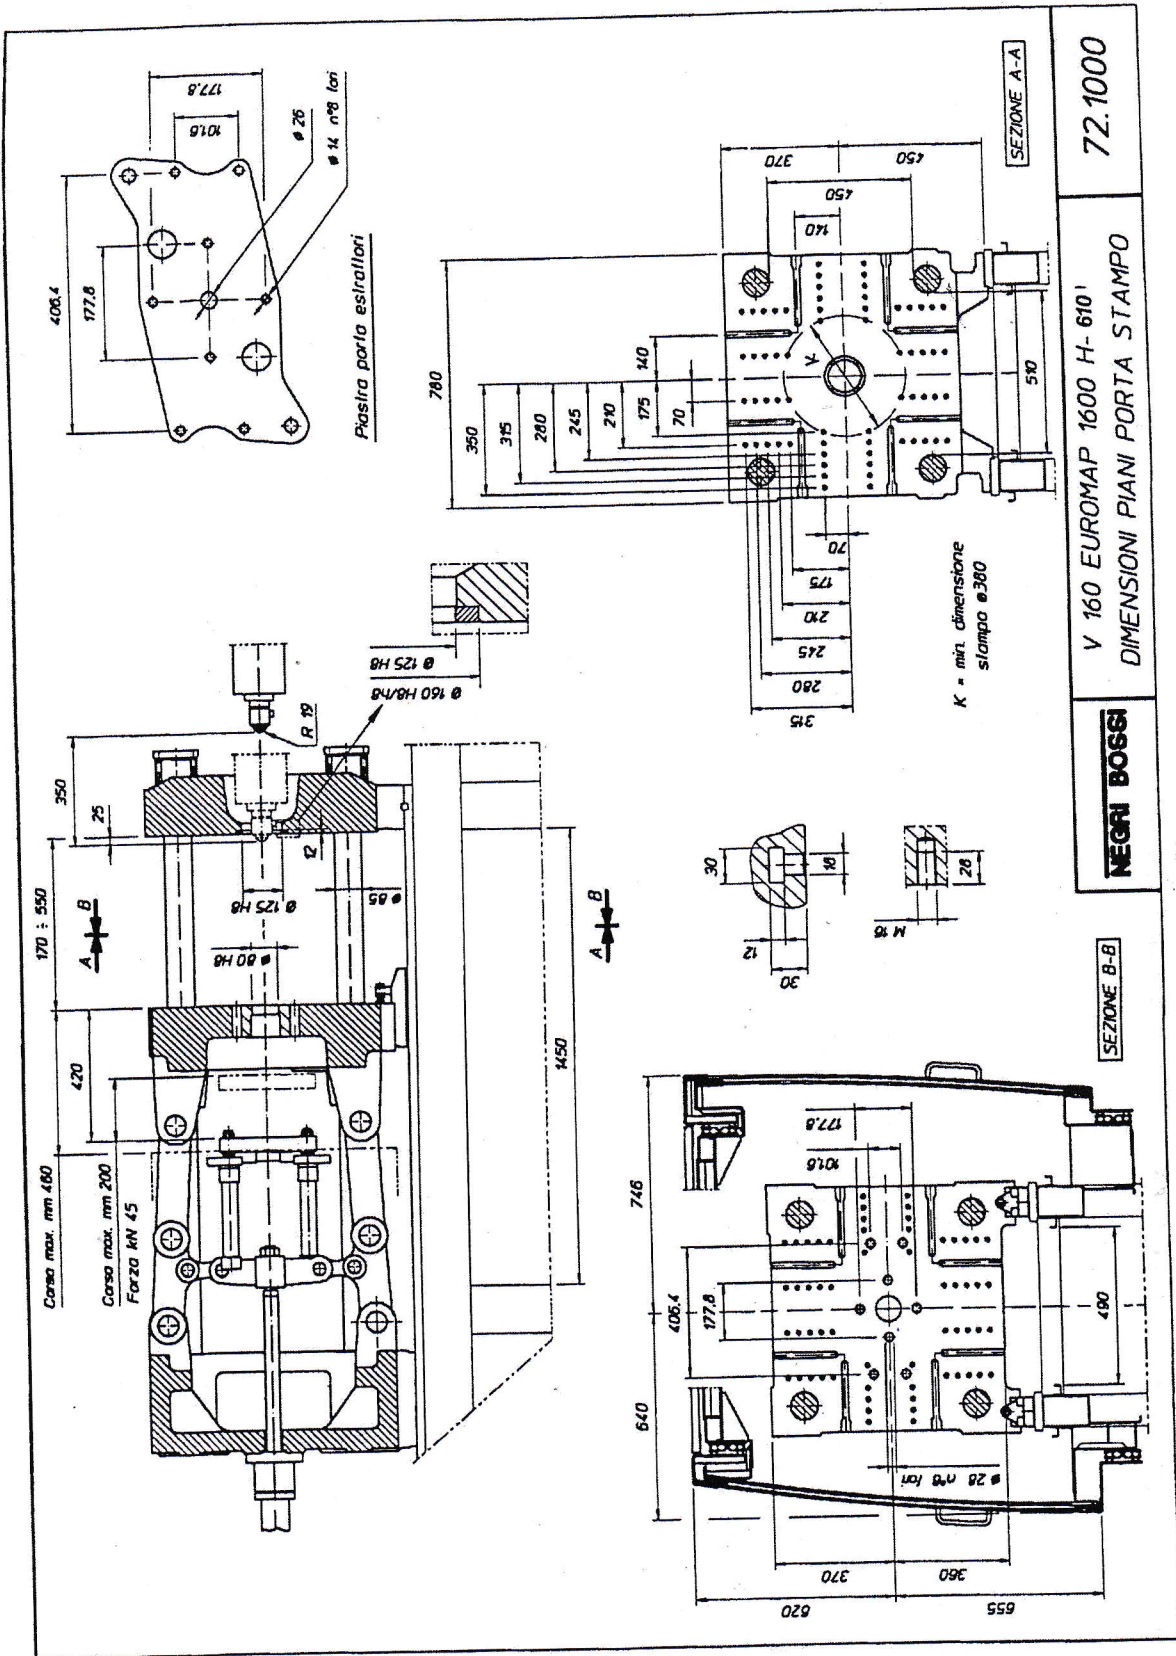 Corsa max. mm 460
Corsa max. mm 200
Forza kN 45
420
170 ÷ 550
25
350
A B
ø 80 H8
Ø 125 H8
ø 85
12
R 19
Ø 160 H8/h8
Ø 125 H8
1450
A B
406.4
177.8
177.8
101.6
ø 26
ø 14 n°8 fori
Piastra porta estrattori
640
746
406.4
177.8
101.6
177.8
620
370
360
655
ø 28 n°8 fori
490
SEZIONE B-B
30
12
30
18
M 16
28
780
350
315
280
245
210
175
140
70
V
70
175
210
245
280
315
370
450
140
450
510
K = min. dimensione
stampo ø380
SEZIONE A-A
NEGRI BOSSI
V 160 EUROMAP 1600 H- 610
DIMENSIONI PIANI PORTA STAMPO
72.1000